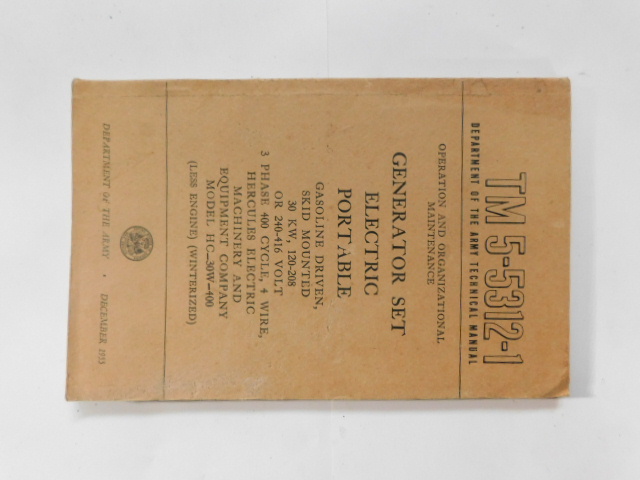 TM 5-5312-1
DEPARTMENT OF THE ARMY TECHNICAL MANUAL
OPERATION AND ORGANIZATIONAL
MAINTENANCE
GENERATOR SET
ELECTRIC
PORTABLE
GASOLINE DRIVEN,
SKID MOUNTED
30 KW, 120-208
OR 240-416 VOLT
3 PHASE 400 CYCLE, 4 WIRE,
HERCULES ELECTRIC
MACHINERY AND
EQUIPMENT COMPANY
MODEL HC-30W-400
(LESS ENGINE) (WINTERIZED)
DEPARTMENT OF THE ARMY • DECEMBER 1953